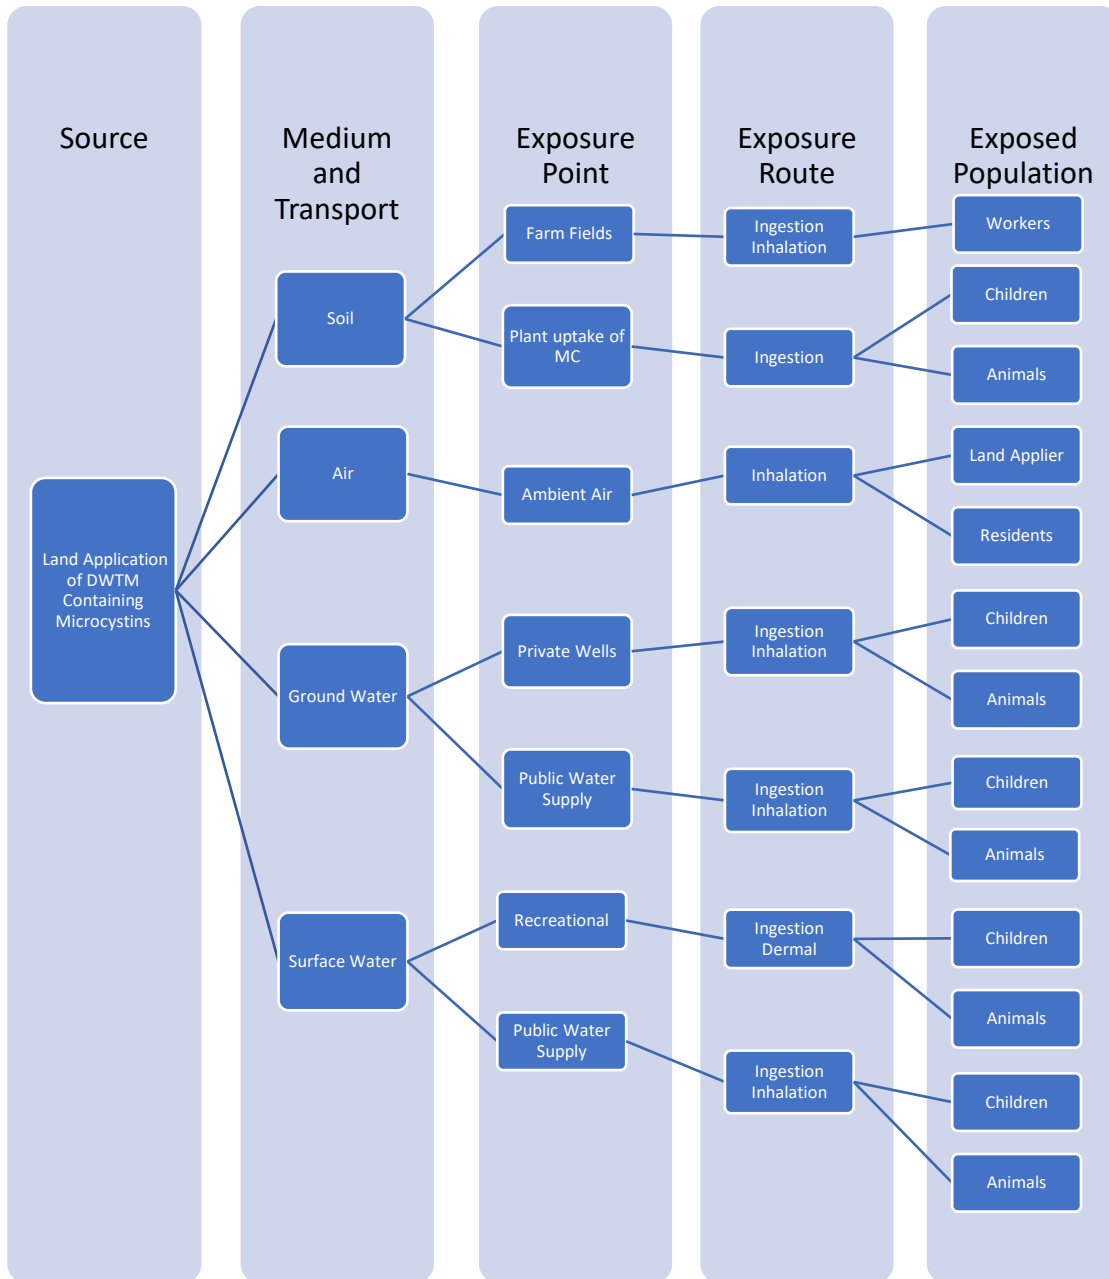 Source
Medium
and
Transport
Exposure
Point
Exposure
Route
Exposed
Population
Land Application
of DWTM
Containing
Microcystins
Soil
Air
Ground Water
Surface Water
Farm Fields
Plant uptake of
MC
Ambient Air
Private Wells
Public Water
Supply
Recreational
Public Water
Supply
Ingestion
Inhalation
Ingestion
Inhalation
Ingestion
Inhalation
Ingestion
Inhalation
Ingestion
Dermal
Ingestion
Inhalation
Workers
Children
Animals
Land Applier
Residents
Children
Animals
Children
Animals
Children
Animals
Children
Animals